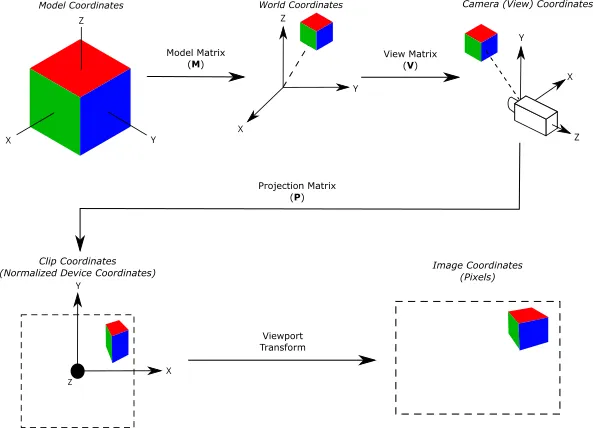 Model Coordinates
Z
X
Y
Model Matrix
(M)
World Coordinates
Z
Y
X
View Matrix
(V)
Camera (View) Coordinates
Y
X
Z
Projection Matrix
(P)
Clip Coordinates
(Normalized Device Coordinates)
Y
X
Z
Viewport
Transform
Image Coordinates
(Pixels)